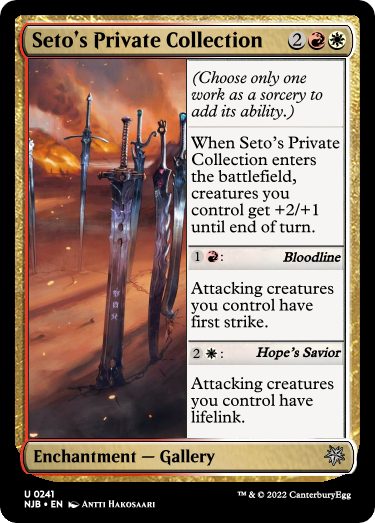 Seto's Private Collection 2
(Choose only one
work as a sorcery to
add its ability.)
When Seto's Private
Collection enters
the battlefield,
creatures you
control get +2/+1
until end of turn.
1 : Bloodline
Attacking creatures
you control have
first strike.
2 : Hope's Savior
Attacking creatures
you control have
lifelink.
Enchantment — Gallery
U 0241
NJB • EN Antti Hakosaari
™ & © 2022 CanterburyEgg